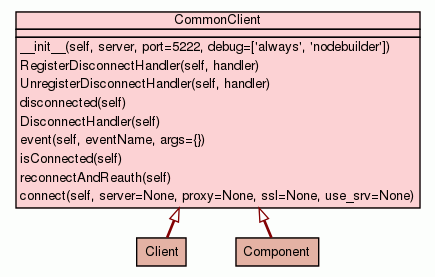 CommonClient
__init__(self, server, port=5222, debug=['always', 'nodebuilder'])
RegisterDisconnectHandler(self, handler)
UnregisterDisconnectHandler(self, handler)
disconnected(self)
DisconnectHandler(self)
event(self, eventName, args={})
isConnected(self)
reconnectAndReauth(self)
connect(self, server=None, proxy=None, ssl=None, use_srv=None)
Client
Component